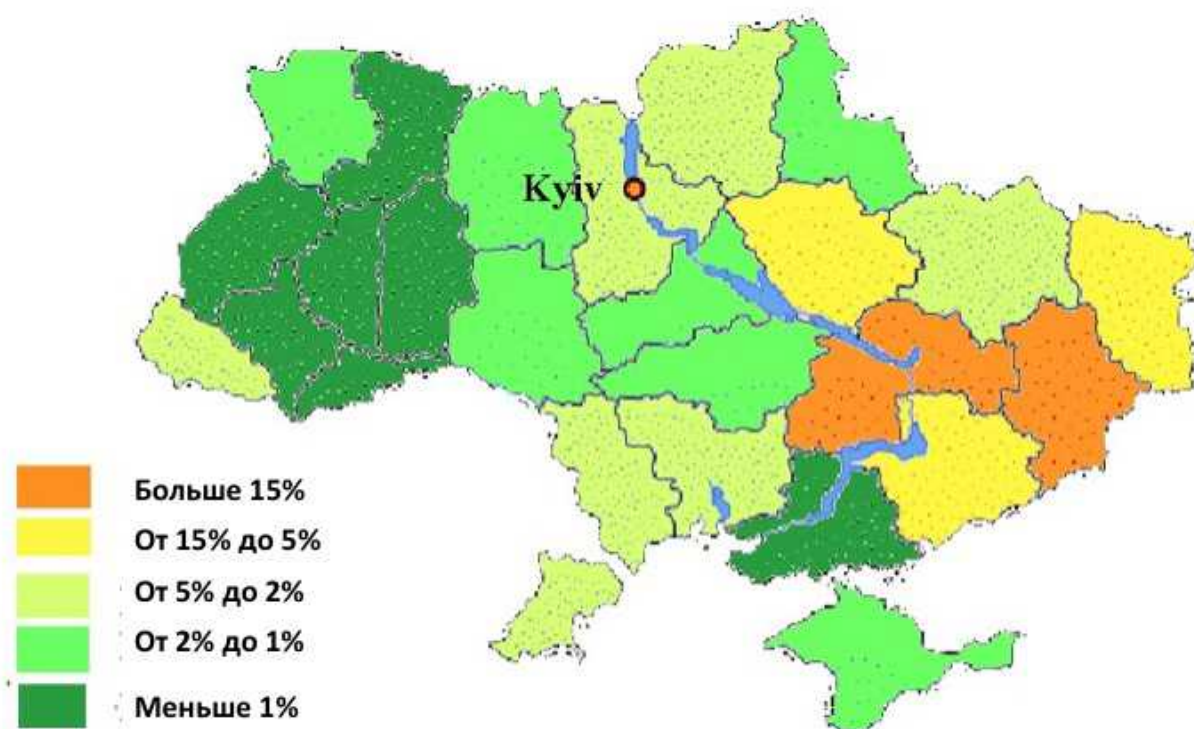 Kyiv
Больше 15%
От 15% до 5%
От 5% до 2%
От 2% до 1%
Меньше 1%